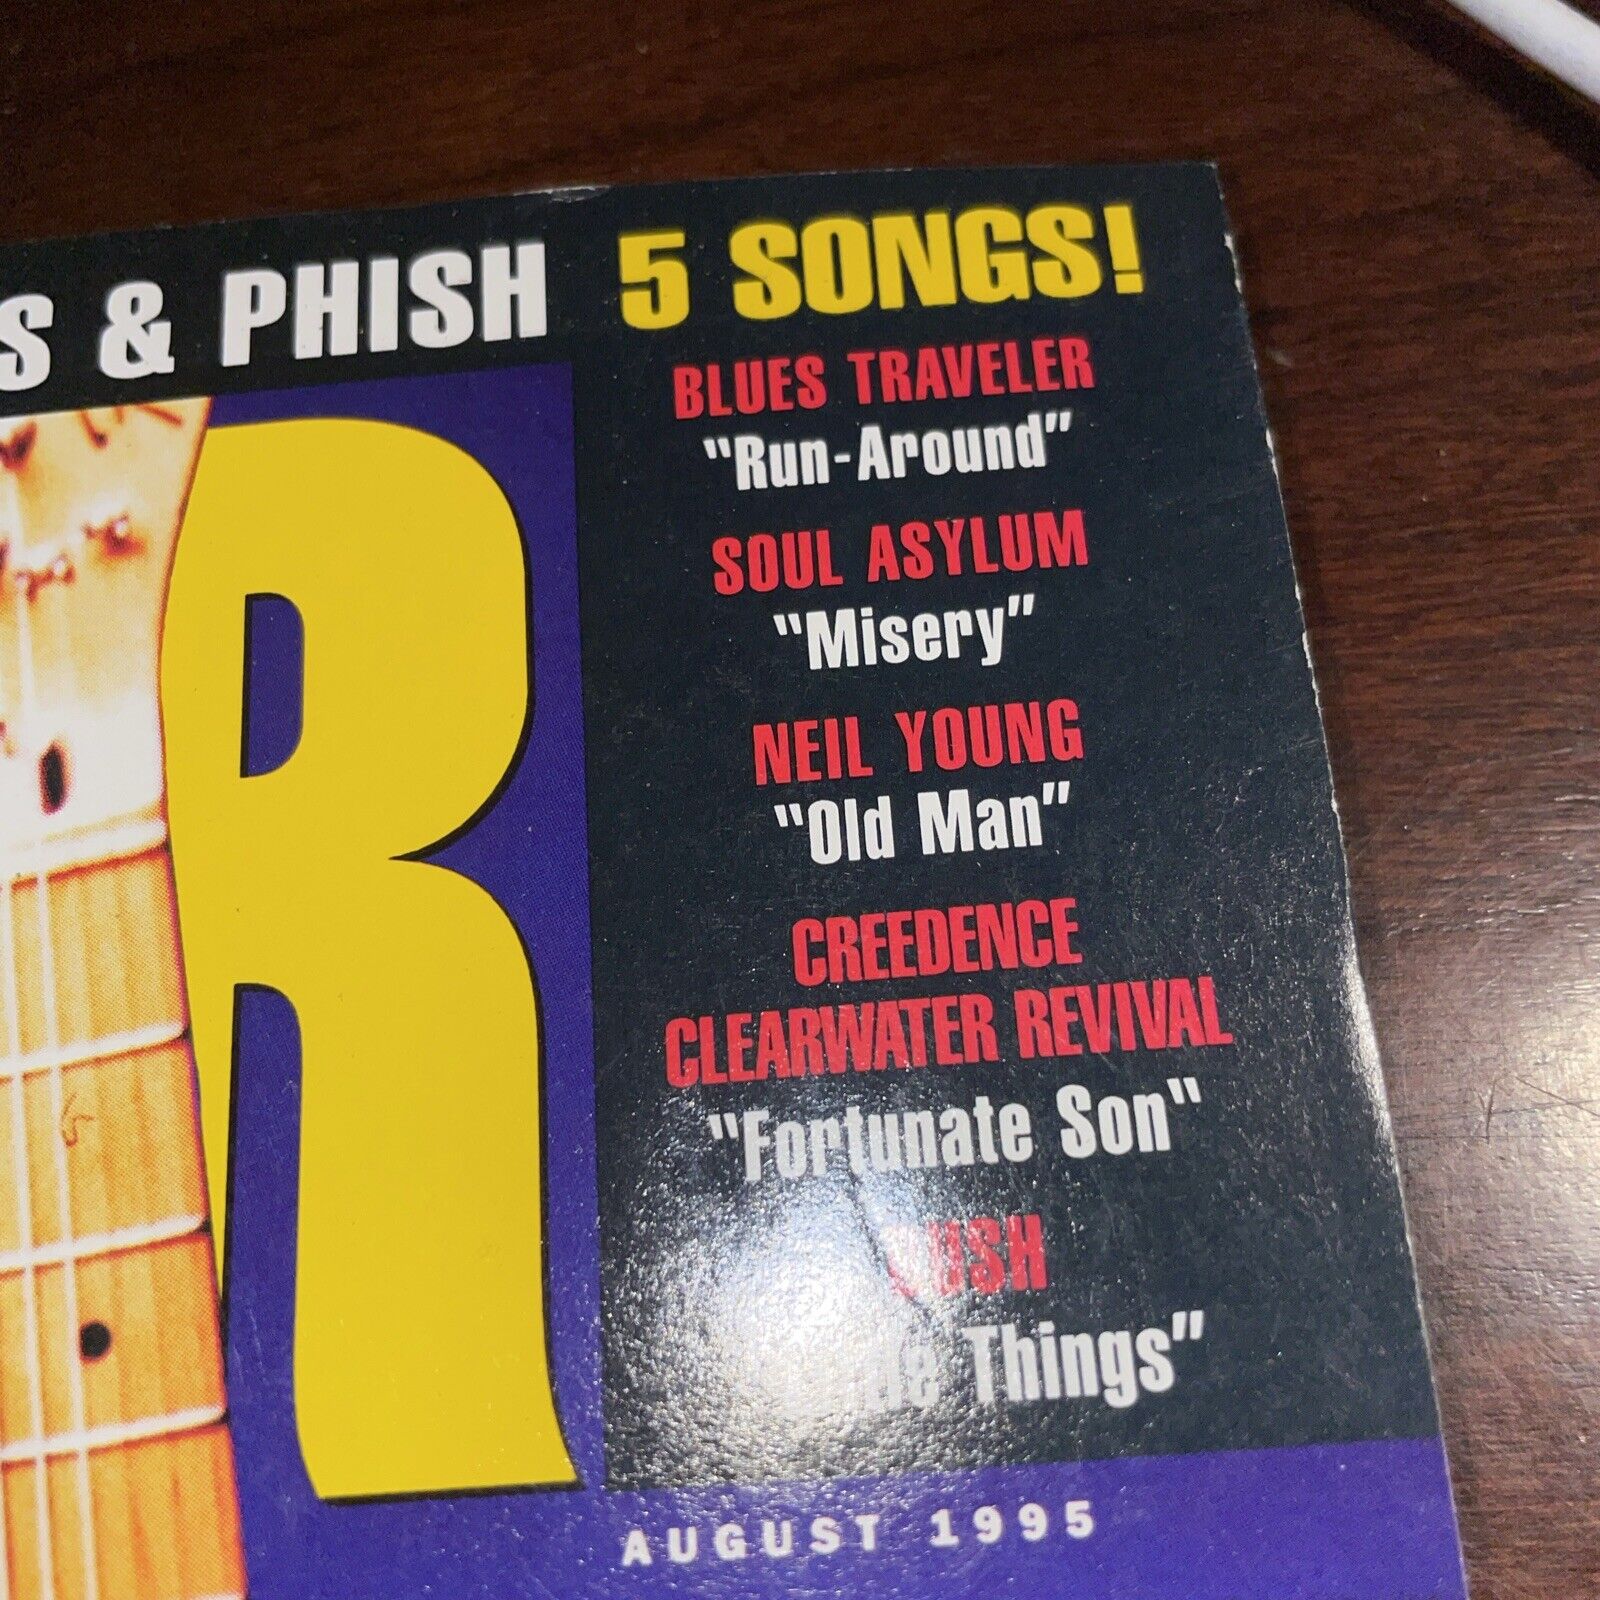 S & PHISH 5 SONGS!
R
BLUES TRAVELER
"Run-Around"
SOUL ASYLUM
"Misery"
NEIL YOUNG
"Old Man"
CREEDENCE
CLEARWATER REVIVAL
"Fortunate Son"
BUSH
Things"
AUGUST 1995